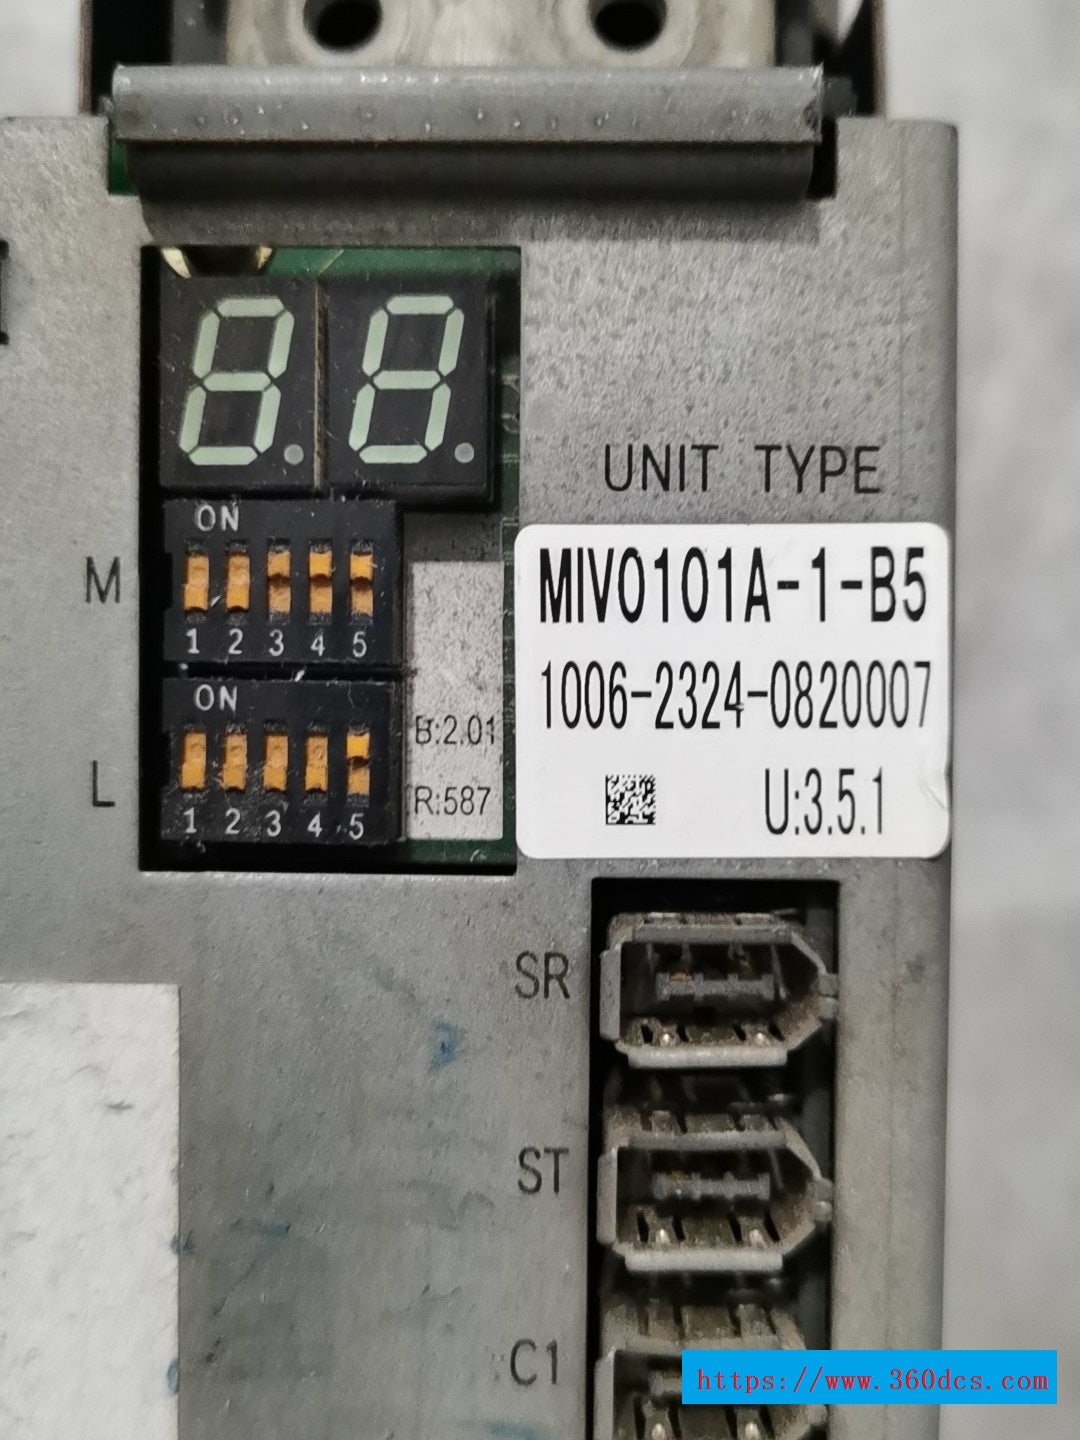 UNIT TYPE
MIV0101A-1-B5
1006-2324-0820007
U:3.5.1
ON
M
1 2 3 4 5
ON
L
1 2 3 4 5
B:2.01
R:587
SR
ST
C1
https://www.360dcs.com